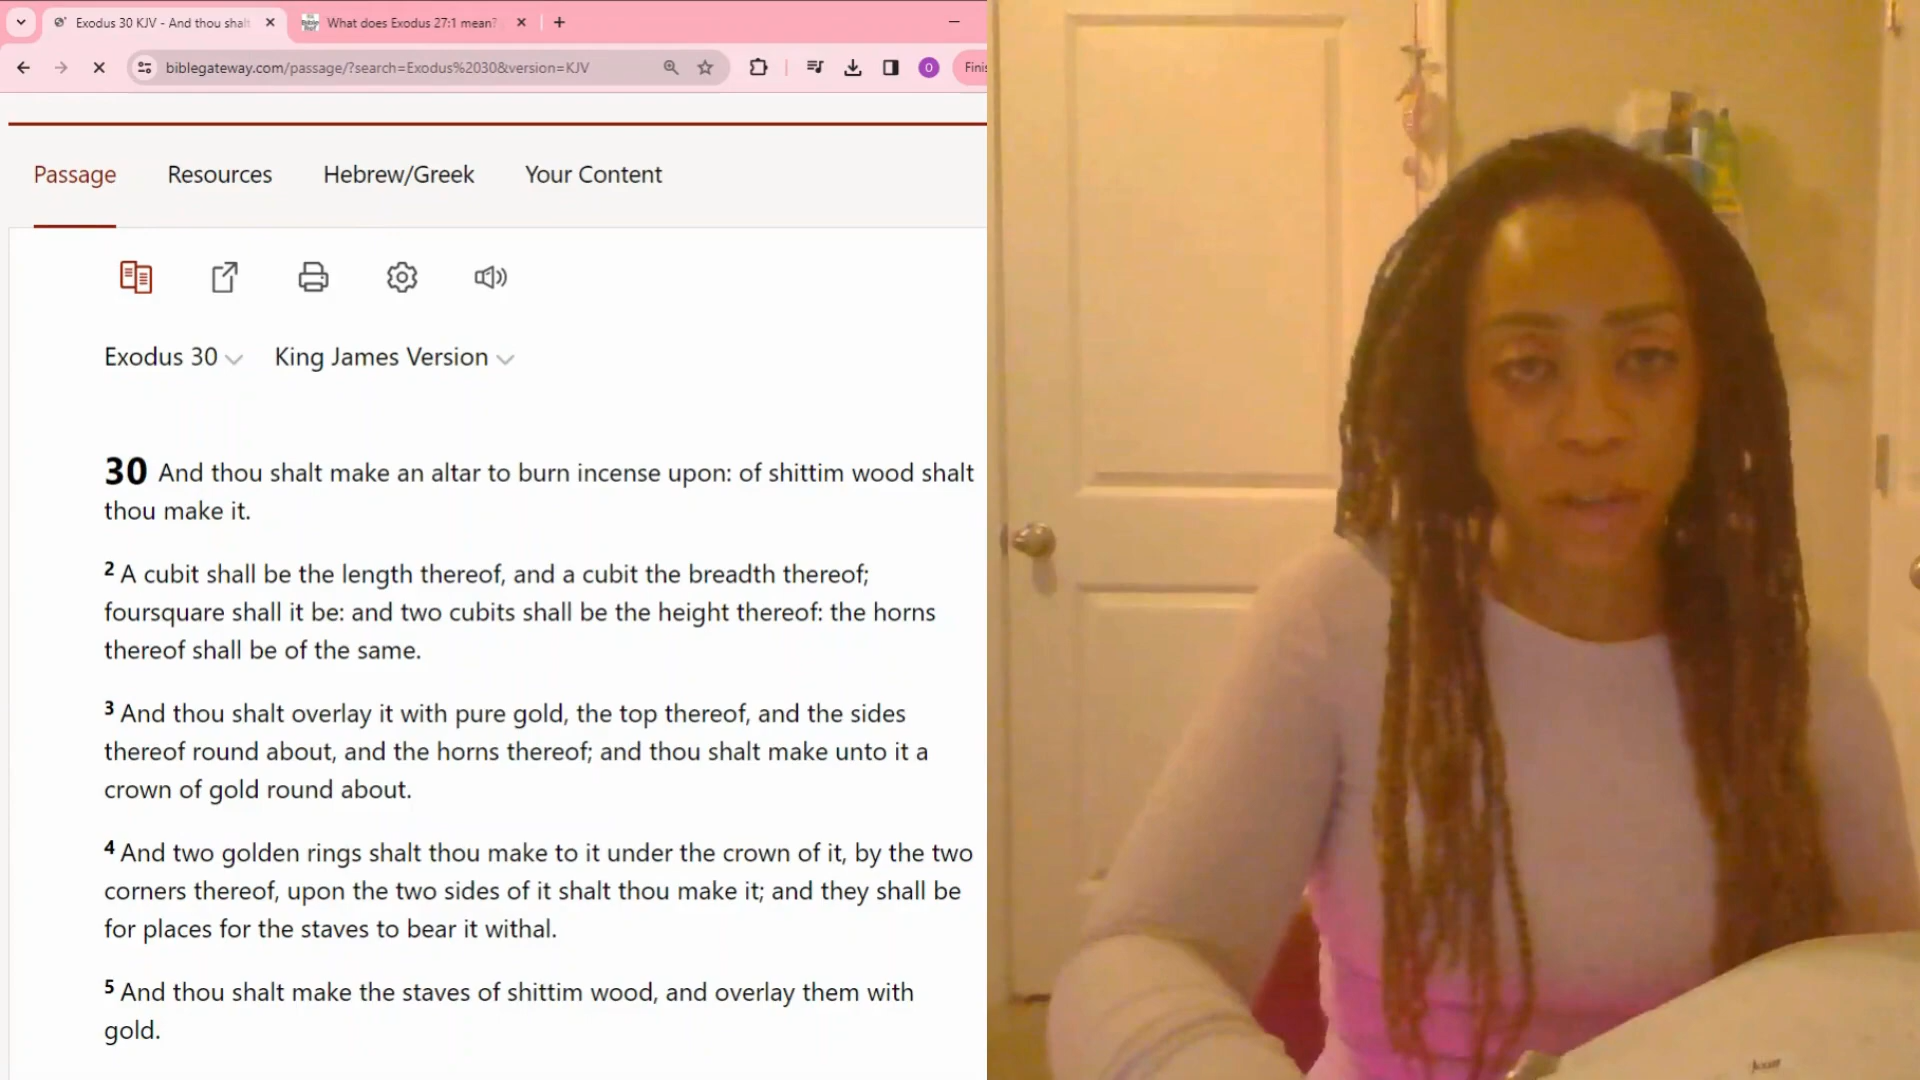 Exodus 30 KJV - And thou shalt
What does Exodus 27:1 mean?
biblegateway.com/passage/?search=Exodus%2030&version=KJV
O
Finis
Passage
Resources
Hebrew/Greek
Your Content
Exodus 30
King James Version
30 And thou shalt make an altar to burn incense upon: of shittim wood shalt
thou make it.
2 A cubit shall be the length thereof, and a cubit the breadth thereof;
foursquare shall it be: and two cubits shall be the height thereof: the horns
thereof shall be of the same.
3 And thou shalt overlay it with pure gold, the top thereof, and the sides
thereof round about, and the horns thereof; and thou shalt make unto it a
crown of gold round about.
4 And two golden rings shalt thou make to it under the crown of it, by the two
corners thereof, upon the two sides of it shalt thou make it; and they shall be
for places for the staves to bear it withal.
5 And thou shalt make the staves of shittim wood, and overlay them with
gold.